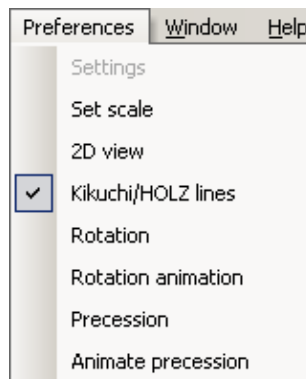 Preferences Window Help
Settings
Set scale
2D view
Kikuchi/HOLZ lines
Rotation
Rotation animation
Precession
Animate precession